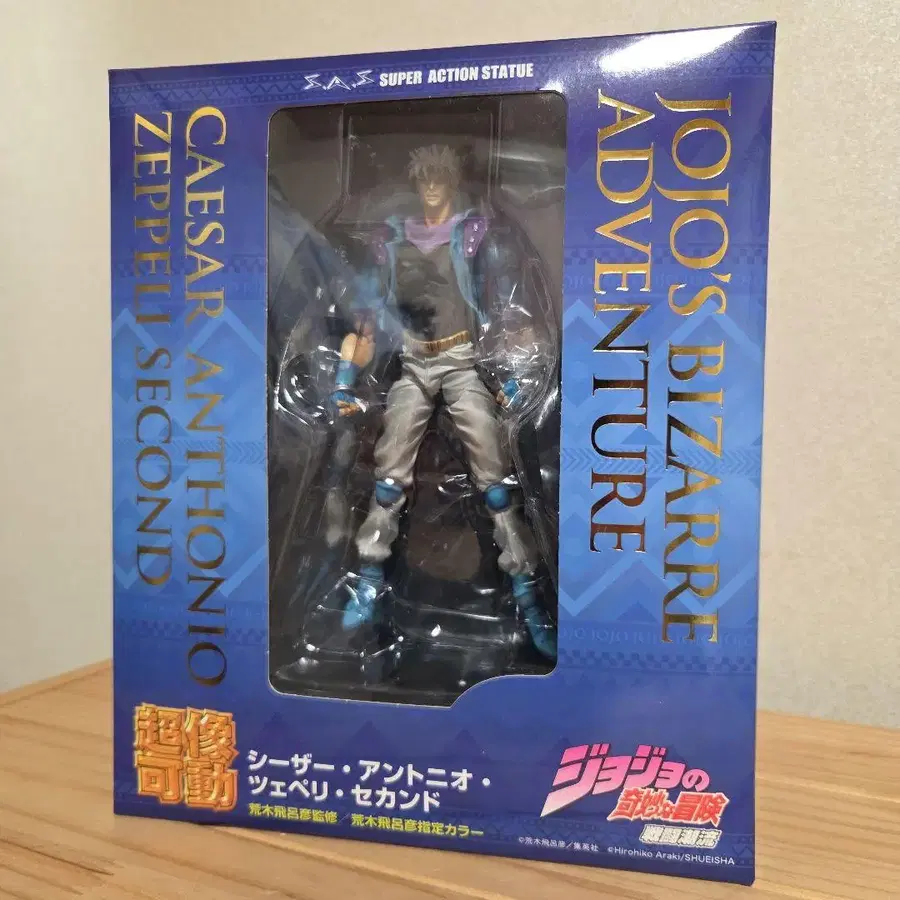 S.A.S SUPER ACTION STATUE
CAESAR ANTHONIO
ZEPPELI SECOND
JOJO'S BIZARRE
ADVENTURE
超像
可動
シーザー・アントニオ・
ツェペリ・セカンド
荒木飛呂彦監修/荒木飛呂彦指定カラー
ジョジョの
奇妙な冒険
戦闘潮流
©荒木飛呂彦/集英社 ©Hirohiko Araki/SHUEISHA